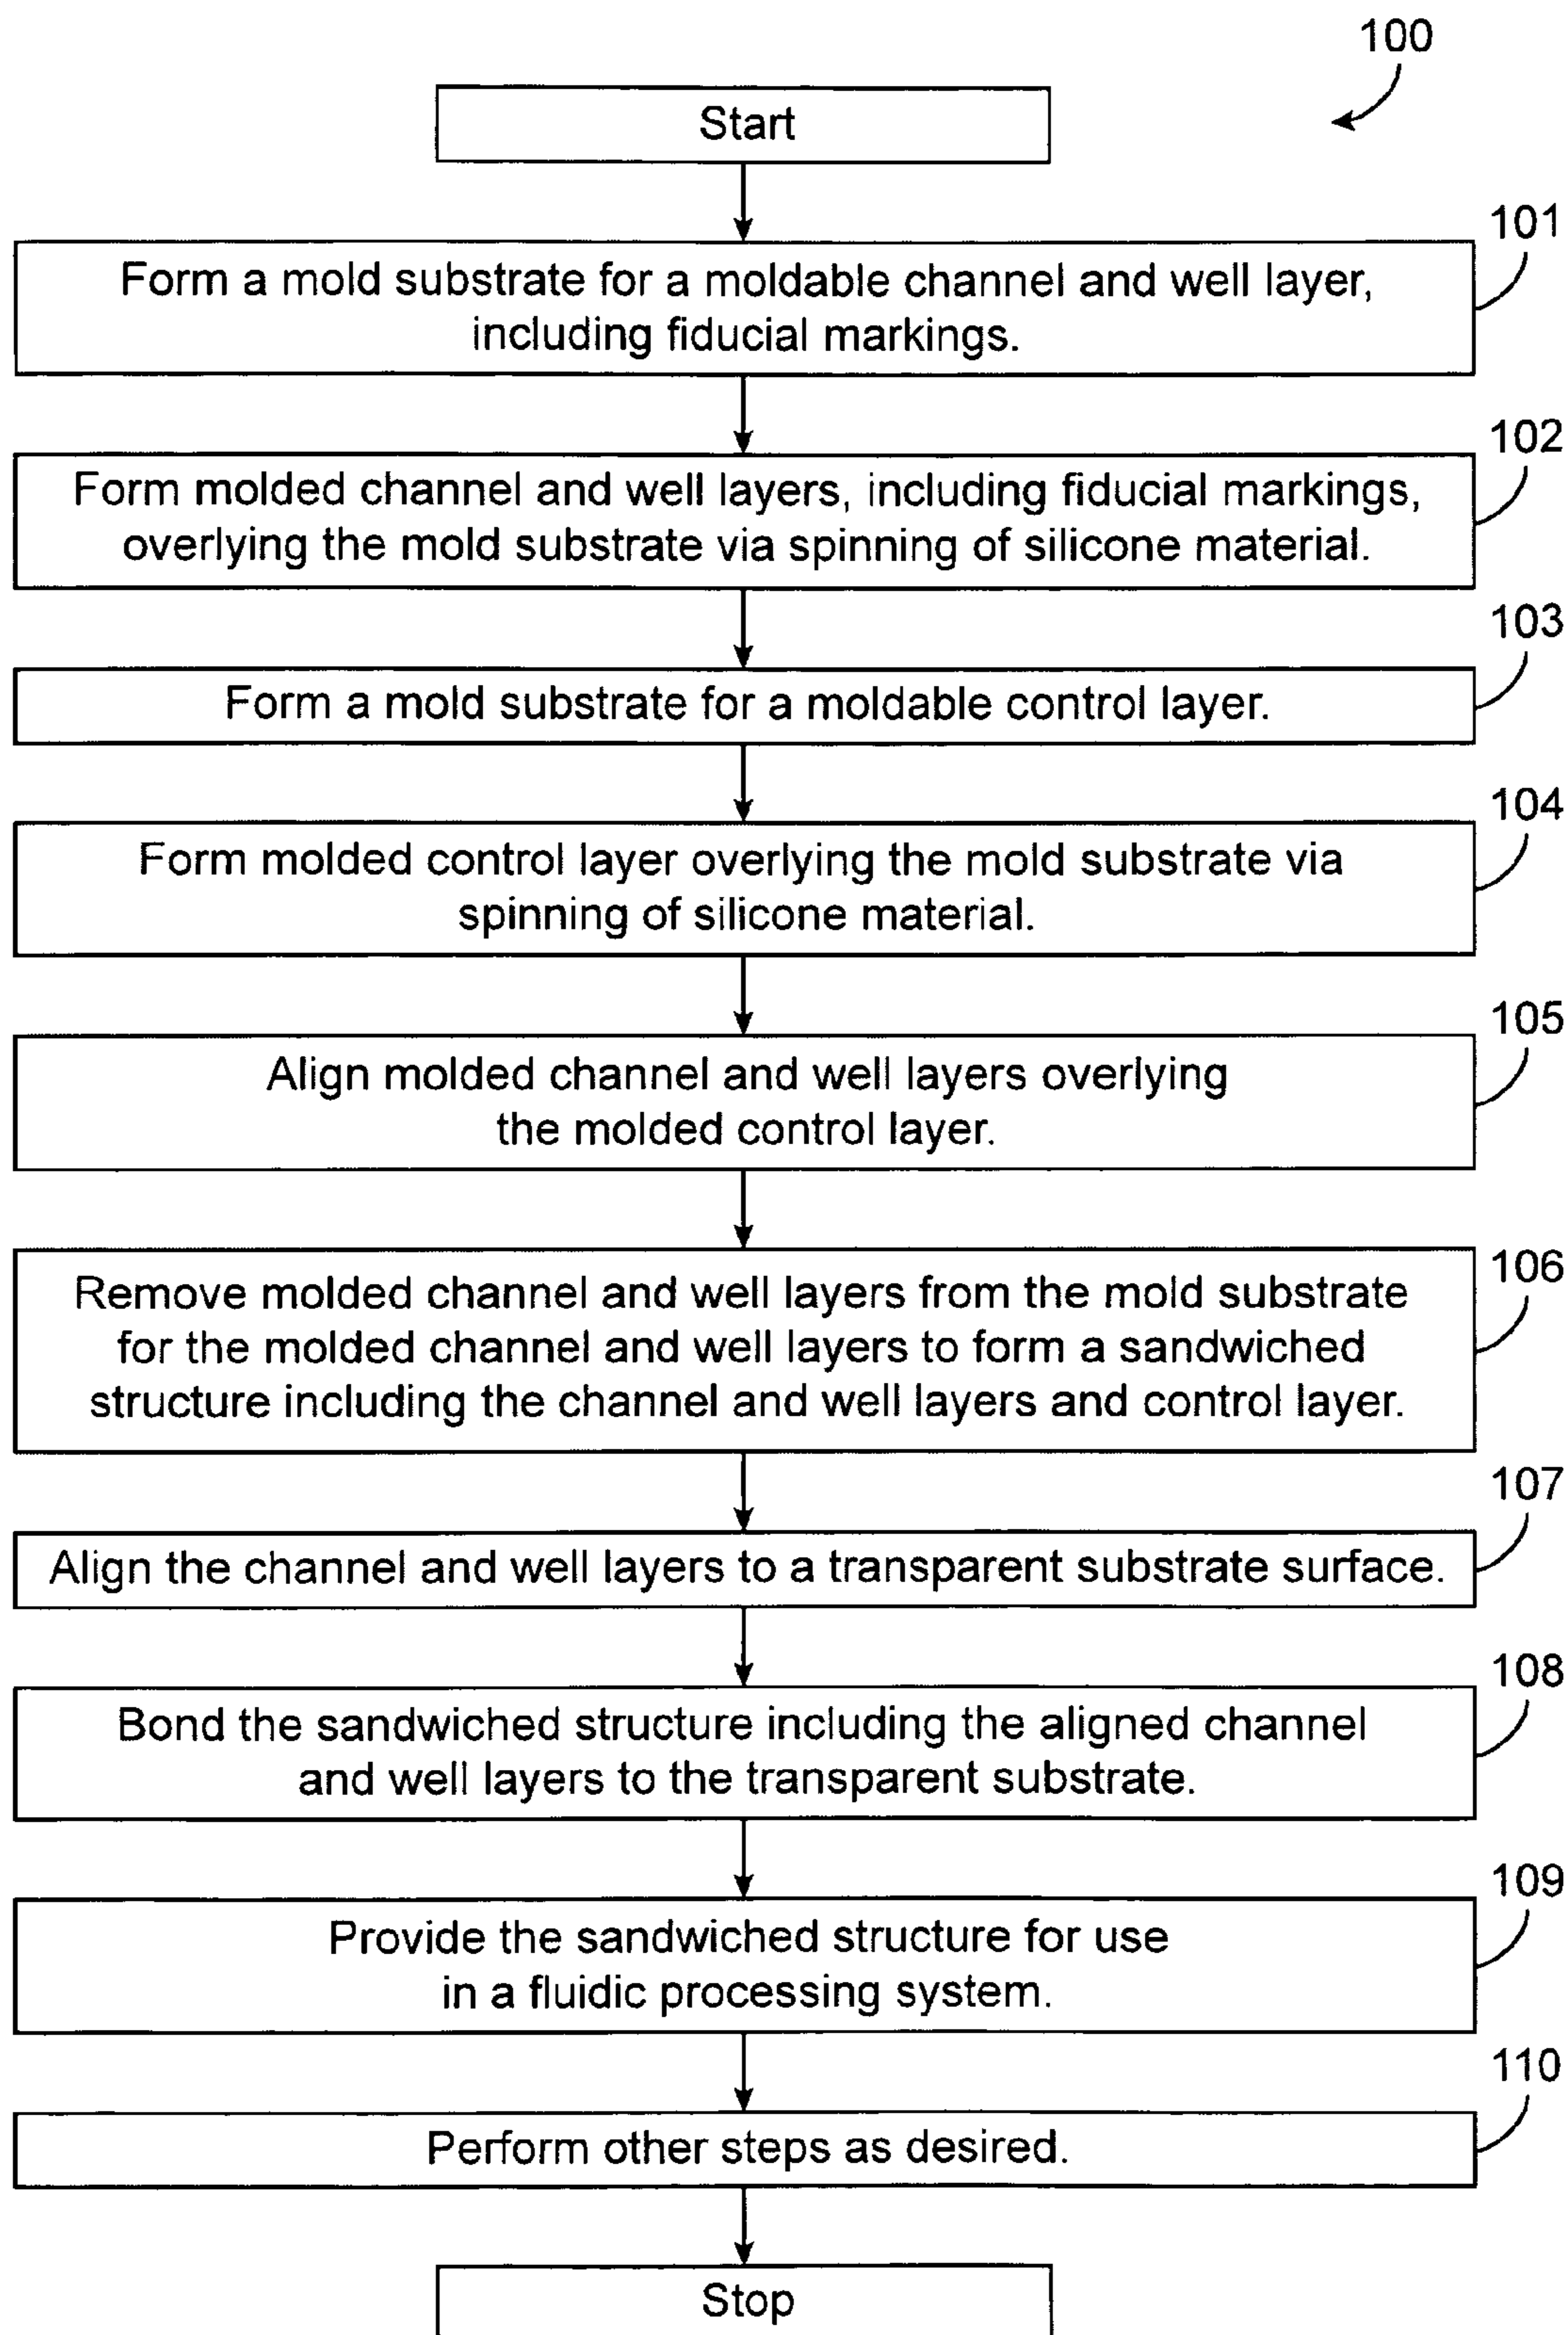 100
Start
101
Form a mold substrate for a moldable channel and well layer,
including fiducial markings.
102
Form molded channel and well layers, including fiducial markings,
overlying the mold substrate via spinning of silicone material.
103
Form a mold substrate for a moldable control layer.
104
Form molded control layer overlying the mold substrate via
spinning of silicone material.
105
Align molded channel and well layers overlying
the molded control layer.
106
Remove molded channel and well layers from the mold substrate
for the molded channel and well layers to form a sandwiched
structure including the channel and well layers and control layer.
107
Align the channel and well layers to a transparent substrate surface.
108
Bond the sandwiched structure including the aligned channel
and well layers to the transparent substrate.
109
Provide the sandwiched structure for use
in a fluidic processing system.
110
Perform other steps as desired.
Stop